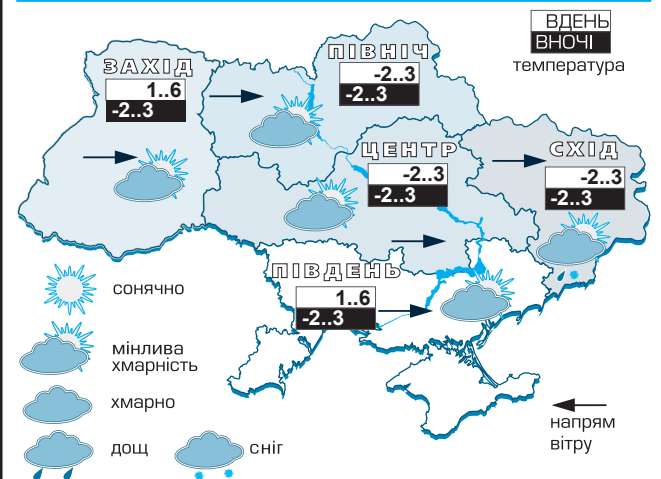 ВДЕНЬ
ВНОЧІ
температура
ПІВНІЧ
-2..3
-2..3
ЗАХІД
1..6
-2..3
ЦЕНТР
-2..3
-2..3
СХІД
-2..3
-2..3
ПІВДЕНЬ
1..6
-2..3
сонячно
мінлива
хмарність
хмарно
дощ
сніг
напрям
вітру